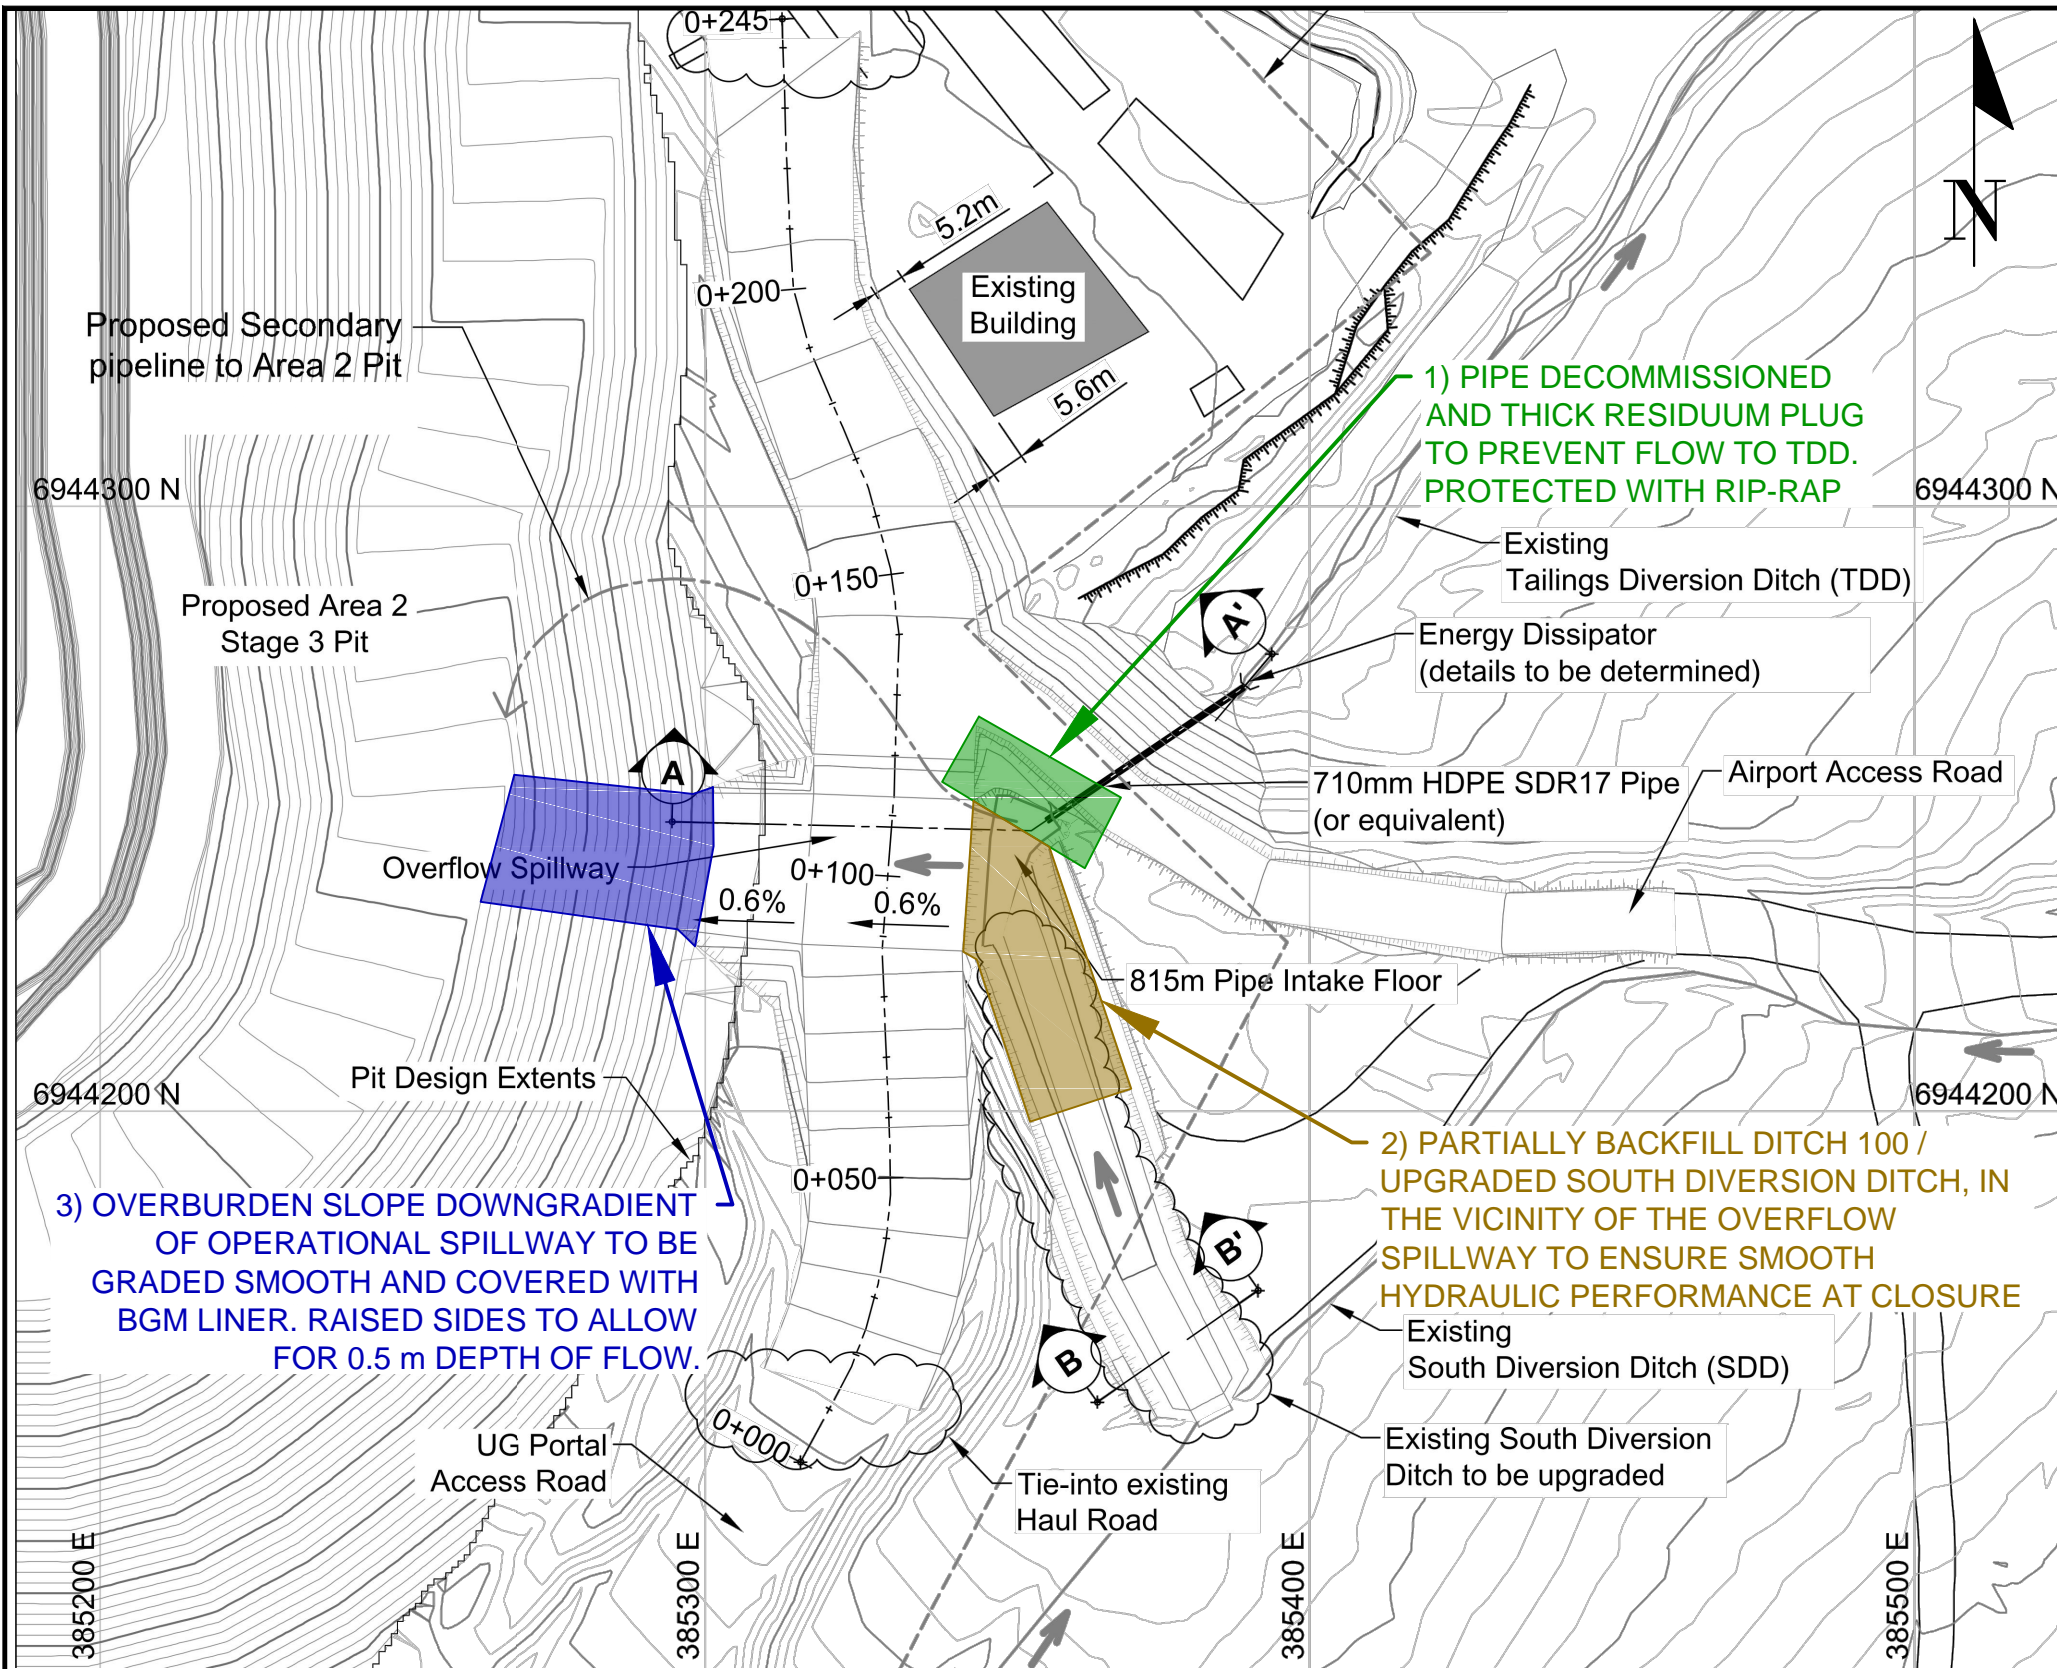 0+245
N
5.2m
0+200
Existing
Building
Proposed Secondary
pipeline to Area 2 Pit
5.6m
1) PIPE DECOMMISSIONED
AND THICK RESIDUUM PLUG
TO PREVENT FLOW TO TDD.
PROTECTED WITH RIP-RAP
6944300 N
6944300 N
Existing
Tailings Diversion Ditch (TDD)
0+150
Proposed Area 2
Stage 3 Pit
A'
Energy Dissipator
(details to be determined)
A
710mm HDPE SDR17 Pipe
(or equivalent)
Airport Access Road
Overflow Spillway
0+100
0.6%
0.6%
815m Pipe Intake Floor
Pit Design Extents
6944200 N
6944200 N
2) PARTIALLY BACKFILL DITCH 100 /
UPGRADED SOUTH DIVERSION DITCH, IN
THE VICINITY OF THE OVERFLOW
SPILLWAY TO ENSURE SMOOTH
HYDRAULIC PERFORMANCE AT CLOSURE
0+050
3) OVERBURDEN SLOPE DOWNGRADIENT
OF OPERATIONAL SPILLWAY TO BE
GRADED SMOOTH AND COVERED WITH
BGM LINER. RAISED SIDES TO ALLOW
FOR 0.5 m DEPTH OF FLOW.
B'
B
Existing
South Diversion Ditch (SDD)
0+000
UG Portal
Access Road
Existing South Diversion
Ditch to be upgraded
Tie-into existing
Haul Road
385200 E
385300 E
385400 E
385500 E